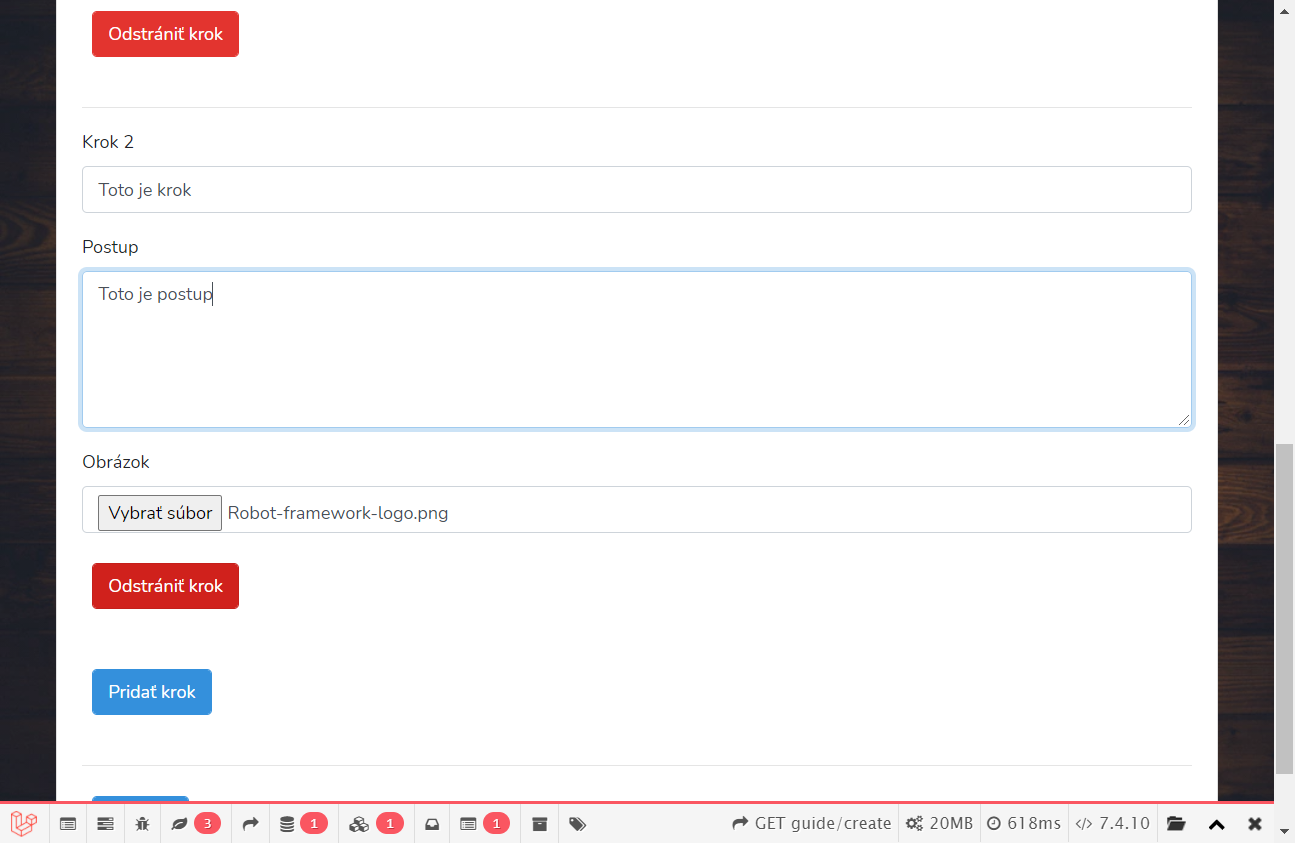 Odstrániť krok
Krok 2
Toto je krok
Postup
Toto je postup
Obrázok
Vybrať súbor Robot-framework-logo.png
Odstrániť krok
Pridať krok
3 1 1 1 GET guide/create 20MB 618ms 7.4.10